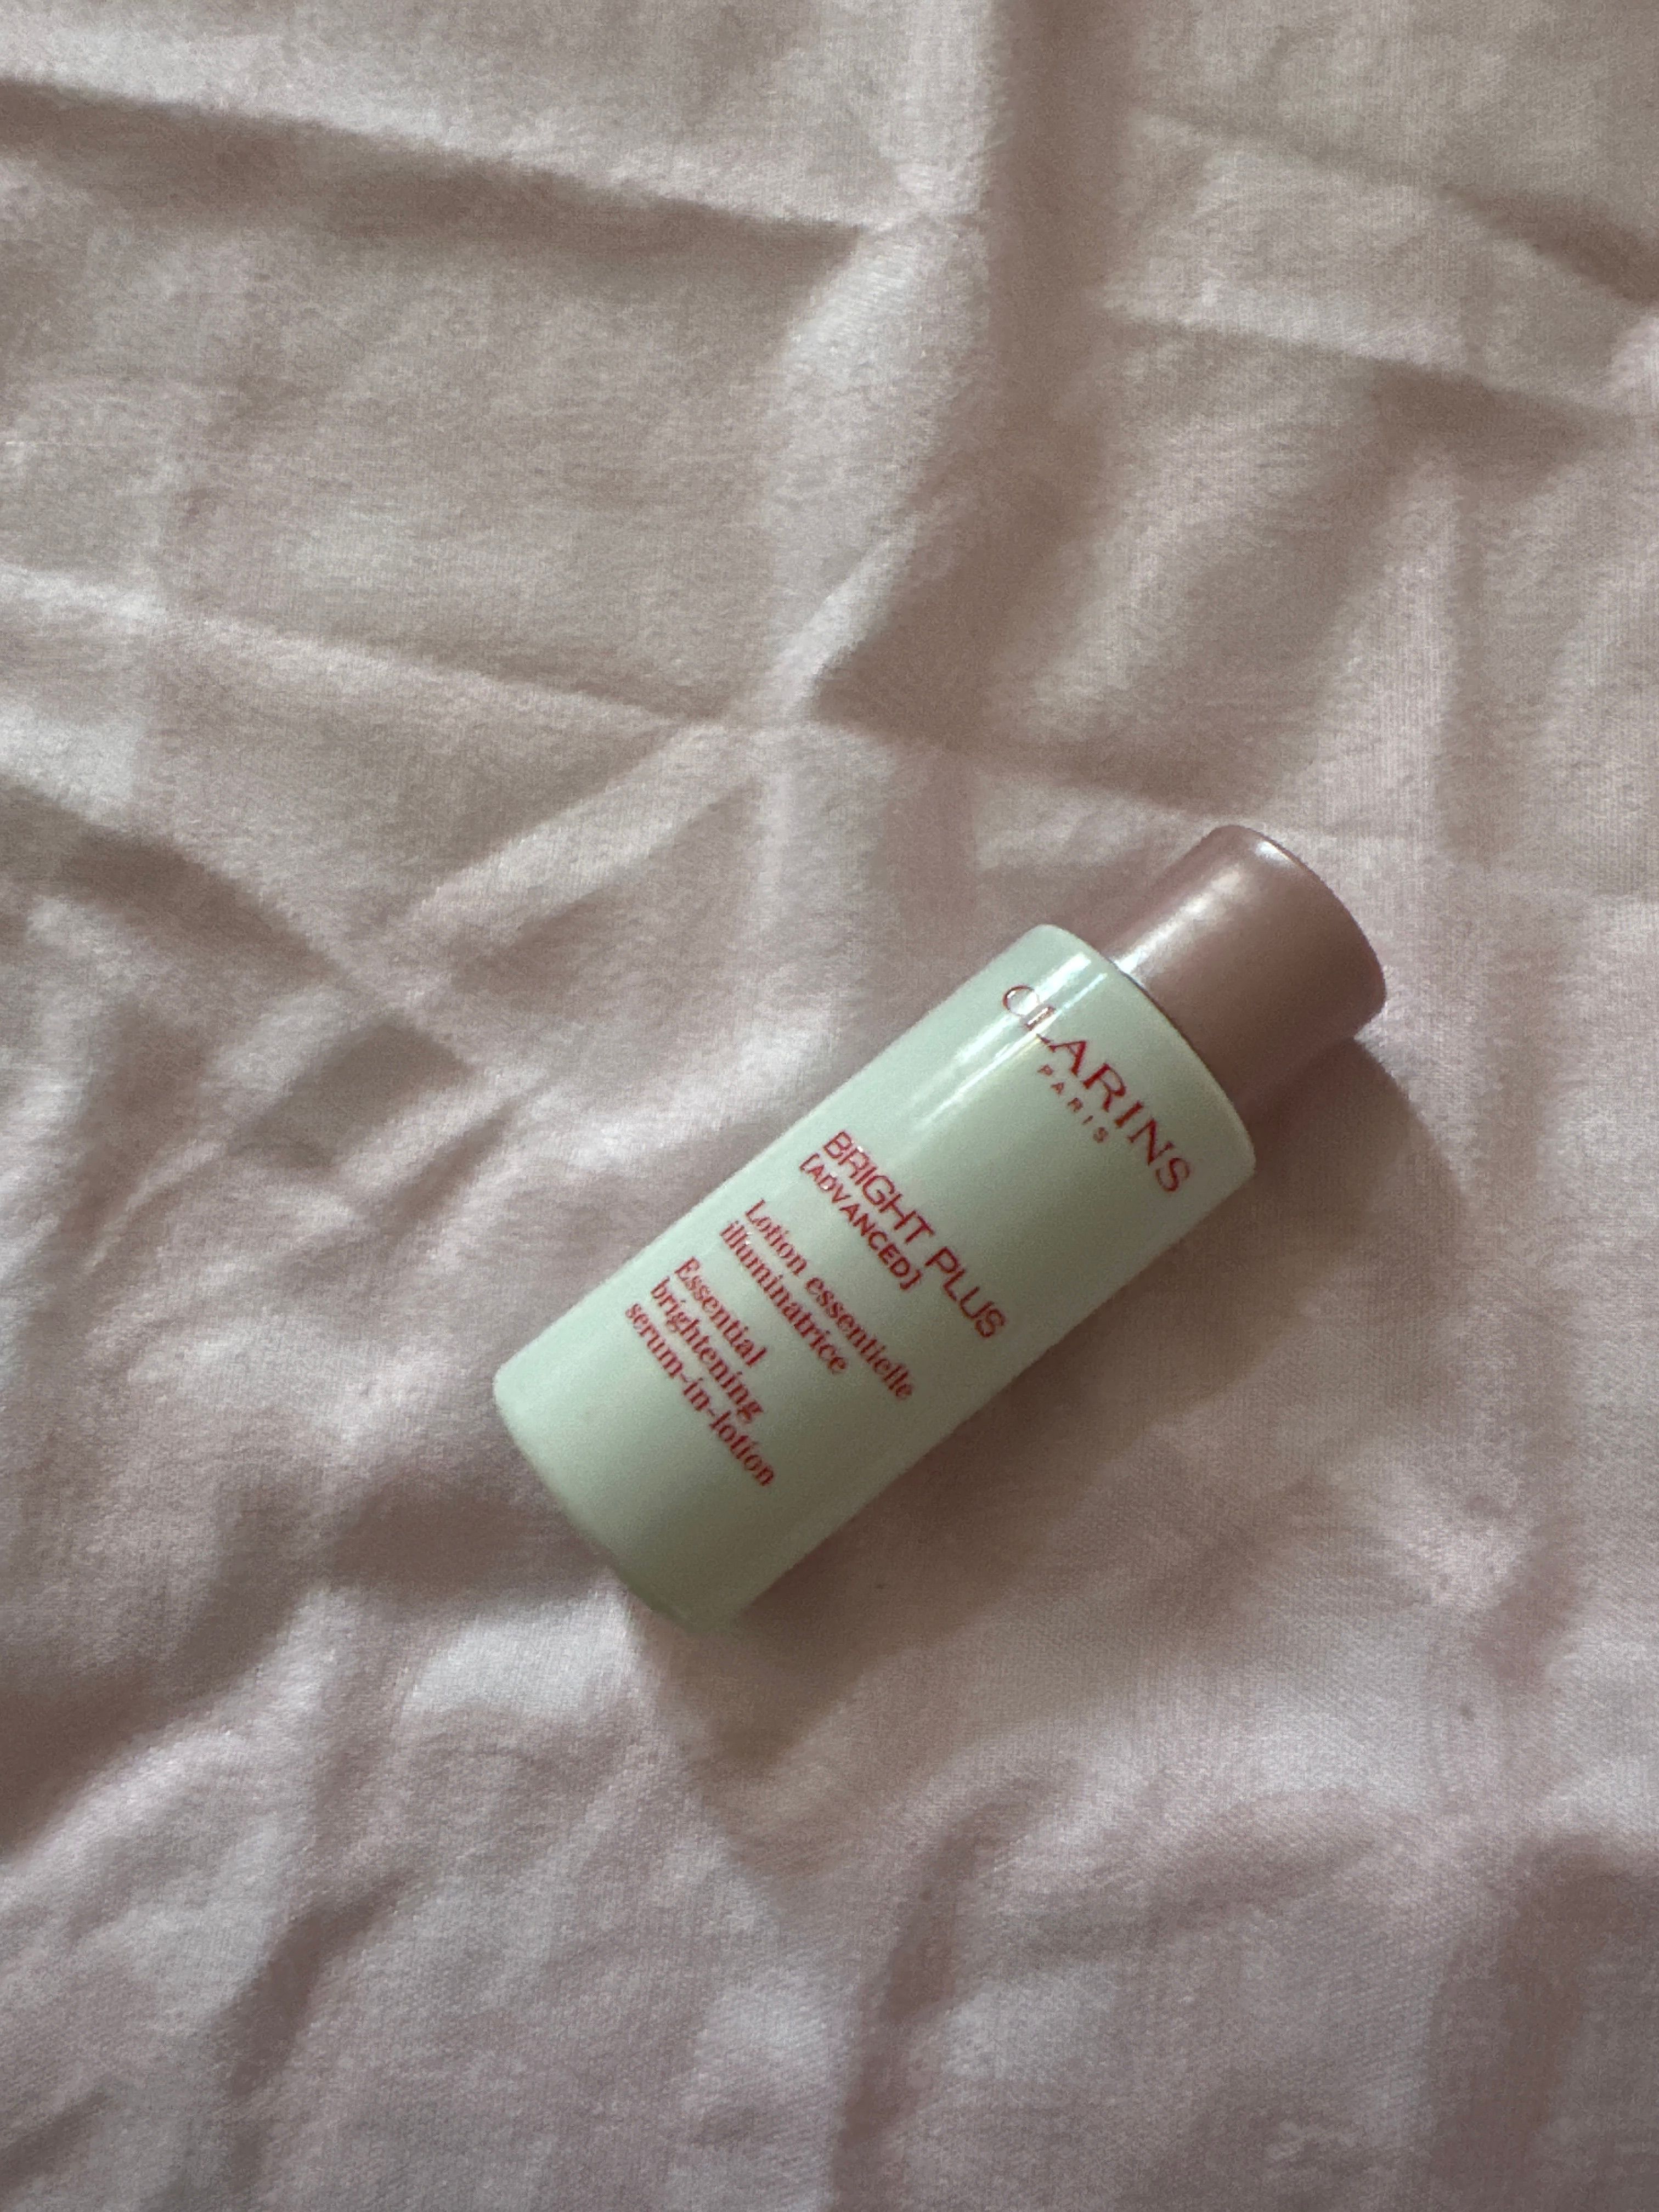 CLARINS
PARIS
BRIGHT PLUS
[ADVANCED]
Lotion essentielle
illuminatrice
Essential
brightening
serum-in-lotion